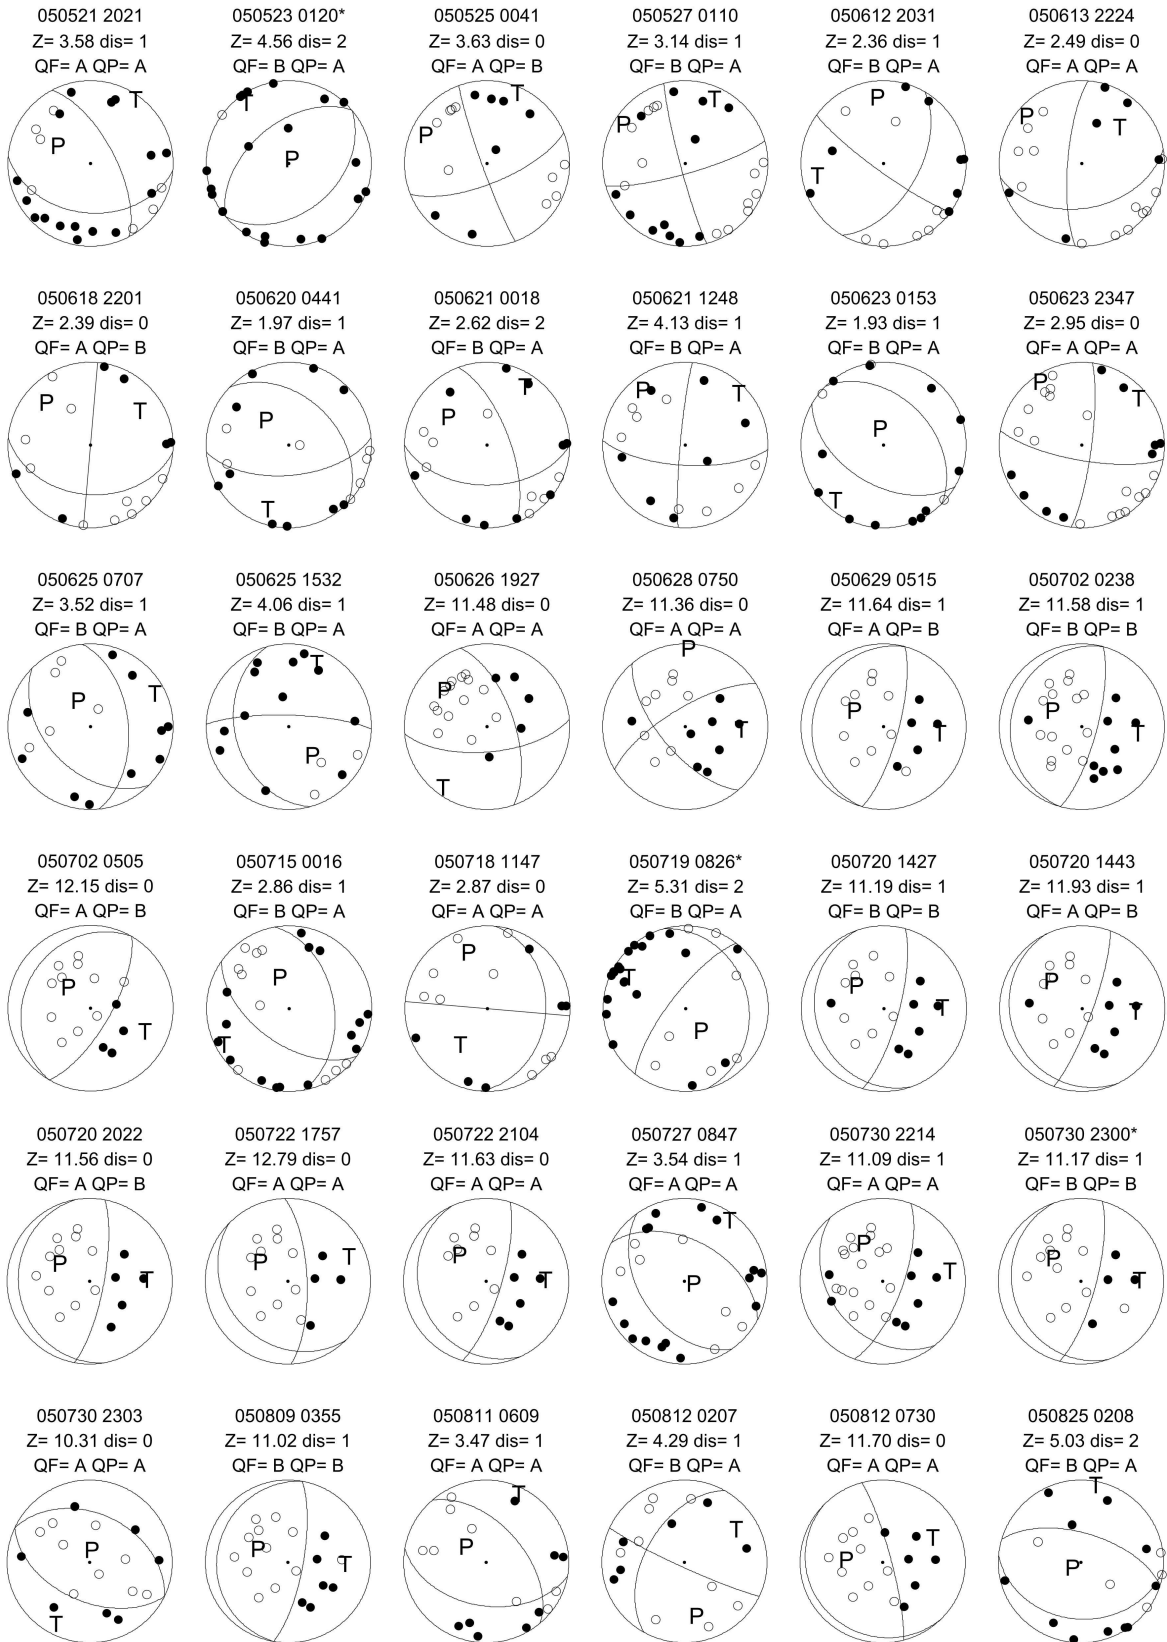 050521 2021 050523 0120* 050525 0041 050527 0110 050612 2031 050613 2224
Z= 3.58 dis= 1 Z= 4.56 dis= 2 Z= 3.63 dis= 0 Z= 3.14 dis= 1 Z= 2.36 dis= 1 Z= 2.49 dis= 0
QF= A QP= A QF= B QP= A QF= A QP= B QF= B QP= A QF= B QP= A QF= A QP= A
T T T T P P T
P P P P T
050618 2201 050620 0441 050621 0018 050621 1248 050623 0153 050623 2347
Z= 2.39 dis= 0 Z= 1.97 dis= 1 Z= 2.62 dis= 2 Z= 4.13 dis= 1 Z= 1.93 dis= 1 Z= 2.95 dis= 0
QF= A QP= B QF= B QP= A QF= B QP= A QF= B QP= A QF= B QP= A QF= A QP= A
P T P P T P T P P T
T T
050625 0707 050625 1532 050626 1927 050628 0750 050629 0515 050702 0238
Z= 3.52 dis= 1 Z= 4.06 dis= 1 Z= 11.48 dis= 0 Z= 11.36 dis= 0 Z= 11.64 dis= 1 Z= 11.58 dis= 1
QF= B QP= A QF= B QP= A QF= A QP= A QF= A QP= A QF= A QP= B QF= B QP= B
P T T P P P P
P T T T T
050702 0505 050715 0016 050718 1147 050719 0826* 050720 1427 050720 1443
Z= 12.15 dis= 0 Z= 2.86 dis= 1 Z= 2.87 dis= 0 Z= 5.31 dis= 2 Z= 11.19 dis= 1 Z= 11.93 dis= 1
QF= A QP= B QF= B QP= A QF= A QP= A QF= B QP= A QF= B QP= B QF= A QP= B
P P P T P P
T T T P T T
050720 2022 050722 1757 050722 2104 050727 0847 050730 2214 050730 2300*
Z= 11.56 dis= 0 Z= 12.79 dis= 0 Z= 11.63 dis= 0 Z= 3.54 dis= 1 Z= 11.09 dis= 1 Z= 11.17 dis= 1
QF= A QP= B QF= A QP= A QF= A QP= A QF= A QP= A QF= A QP= A QF= B QP= B
P P T P T P P
T T P T T
050730 2303 050809 0355 050811 0609 050812 0207 050812 0730 050825 0208
Z= 10.31 dis= 0 Z= 11.02 dis= 1 Z= 3.47 dis= 1 Z= 4.29 dis= 1 Z= 11.70 dis= 0 Z= 5.03 dis= 2
QF= A QP= A QF= B QP= B QF= A QP= A QF= B QP= A QF= A QP= A QF= B QP= A
P P T T P T P T T
T P P P